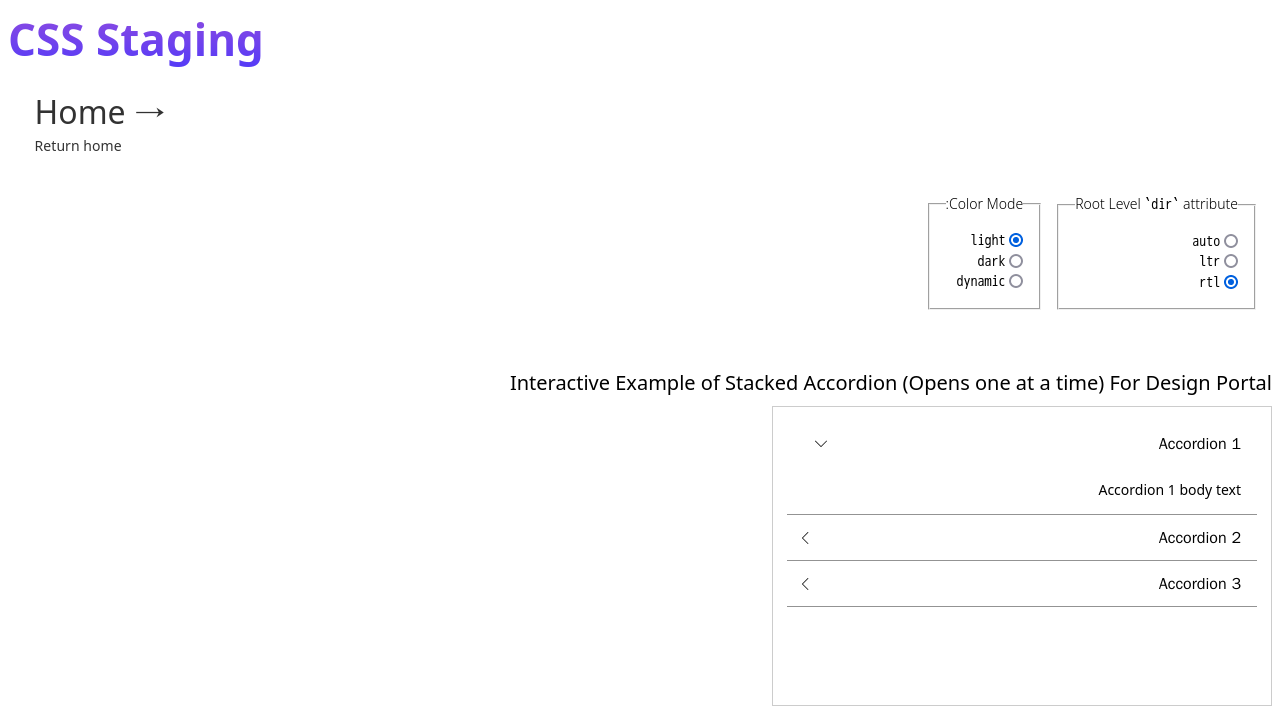 CSS Staging
Home →
Return home
:Color Mode
light
dark
dynamic
Root Level `dir` attribute
auto
ltr
rtl
Interactive Example of Stacked Accordion (Opens one at a time) For Design Portal
Accordion 1
Accordion 1 body text
Accordion 2
Accordion 3